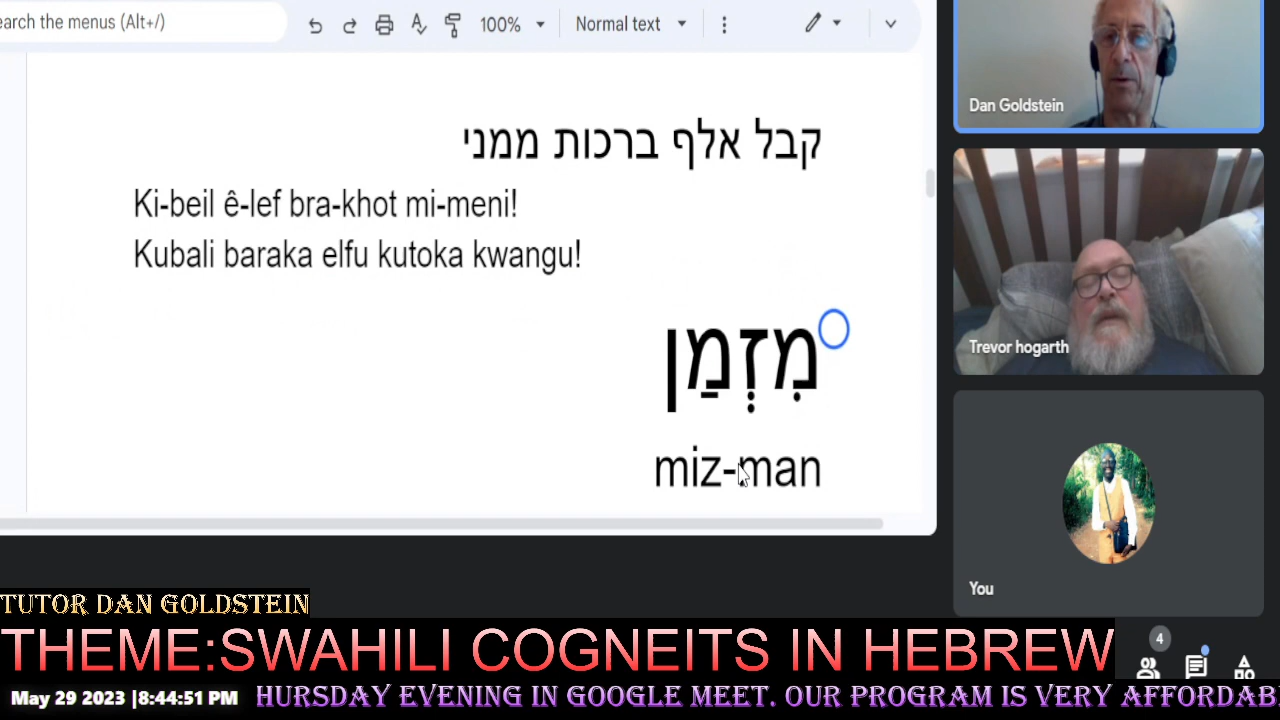 earch the menus (Alt+/)
100%
Normal text
קבל אלף ברכות ממני
Ki-beil ê-lef bra-khot mi-meni!
Kubali baraka elfu kutoka kwangu!
מִזְמַן
miz-man
Dan Goldstein
Trevor hogarth
You
4
TUTOR DAN GOLDSTEIN
THEME:SWAHILI COGNEITS IN HEBREW
May 29 2023 |8:44:51 PM
HURSDAY EVENING IN GOOGLE MEET. OUR PROGRAM IS VERY AFFORDAB